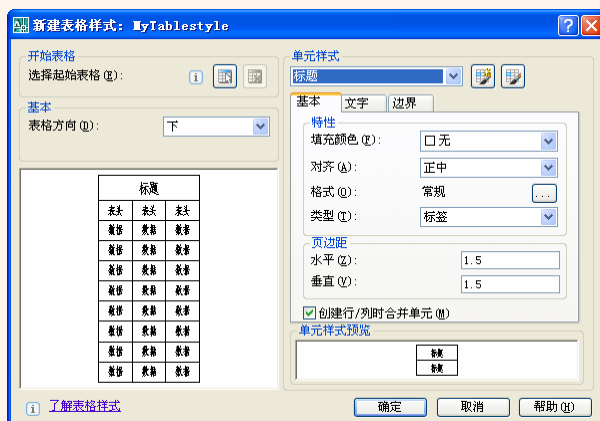 新建表格样式: MyTablestyle
开始表格
选择起始表格(E):
基本
表格方向(D):
下
标题
表头 表头 表头
数据 数据 数据
数据 数据 数据
数据 数据 数据
数据 数据 数据
数据 数据 数据
数据 数据 数据
数据 数据 数据
数据 数据 数据
了解表格样式
单元样式
标题
基本 文字 边界
特性
填充颜色(F): 无
对齐(A): 正中
格式(O): 常规 ...
类型(T): 标签
页边距
水平(Z): 1.5
垂直(V): 1.5
创建行/列时合并单元(M)
单元样式预览
标题
标题
确定 取消 帮助(H)